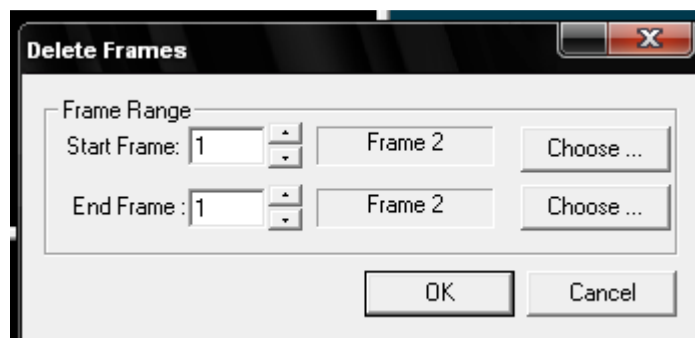 Delete Frames
Frame Range
Start Frame: 1 Frame 2 Choose ...
End Frame : 1 Frame 2 Choose ...
OK Cancel